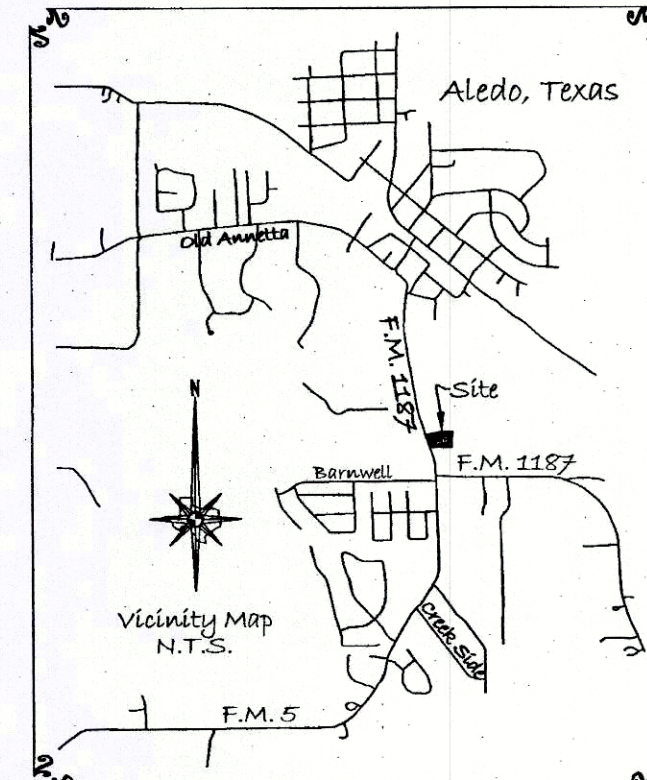 Aledo, Texas
Old Annetta
F.M. 1187
Site
F.M. 1187
Barnwell
N
Vicinity Map
N.T.S.
Creek Side
F.M. 5